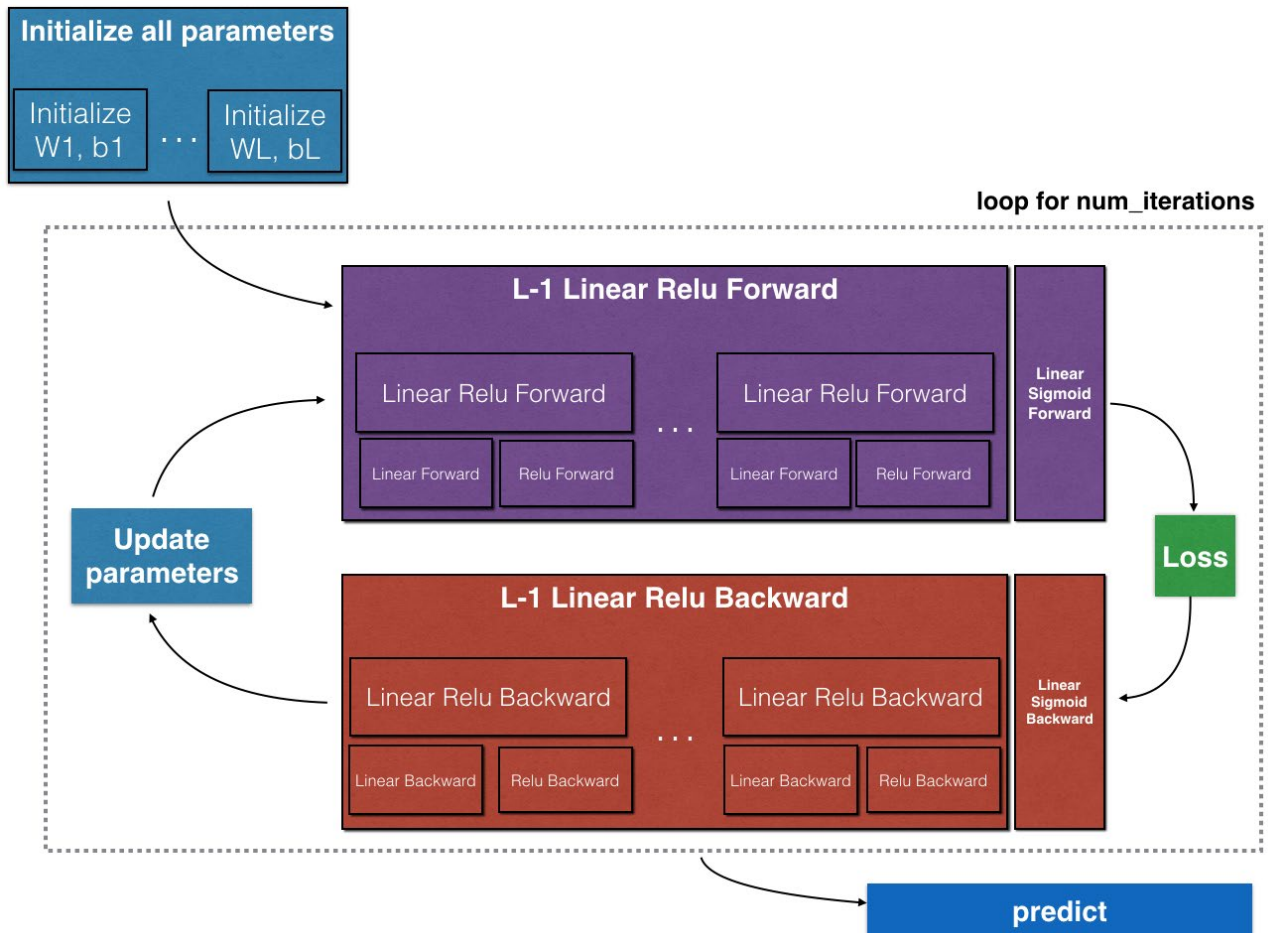 Initialize all parameters
Initialize
W1, b1
...
Initialize
WL, bL
loop for num_iterations
L-1 Linear Relu Forward
Linear Relu Forward
Linear Forward
Relu Forward
...
Linear Relu Forward
Linear Forward
Relu Forward
Linear
Sigmoid
Forward
Update
parameters
Loss
L-1 Linear Relu Backward
Linear Relu Backward
Linear Backward
Relu Backward
...
Linear Relu Backward
Linear Backward
Relu Backward
Linear
Sigmoid
Backward
predict